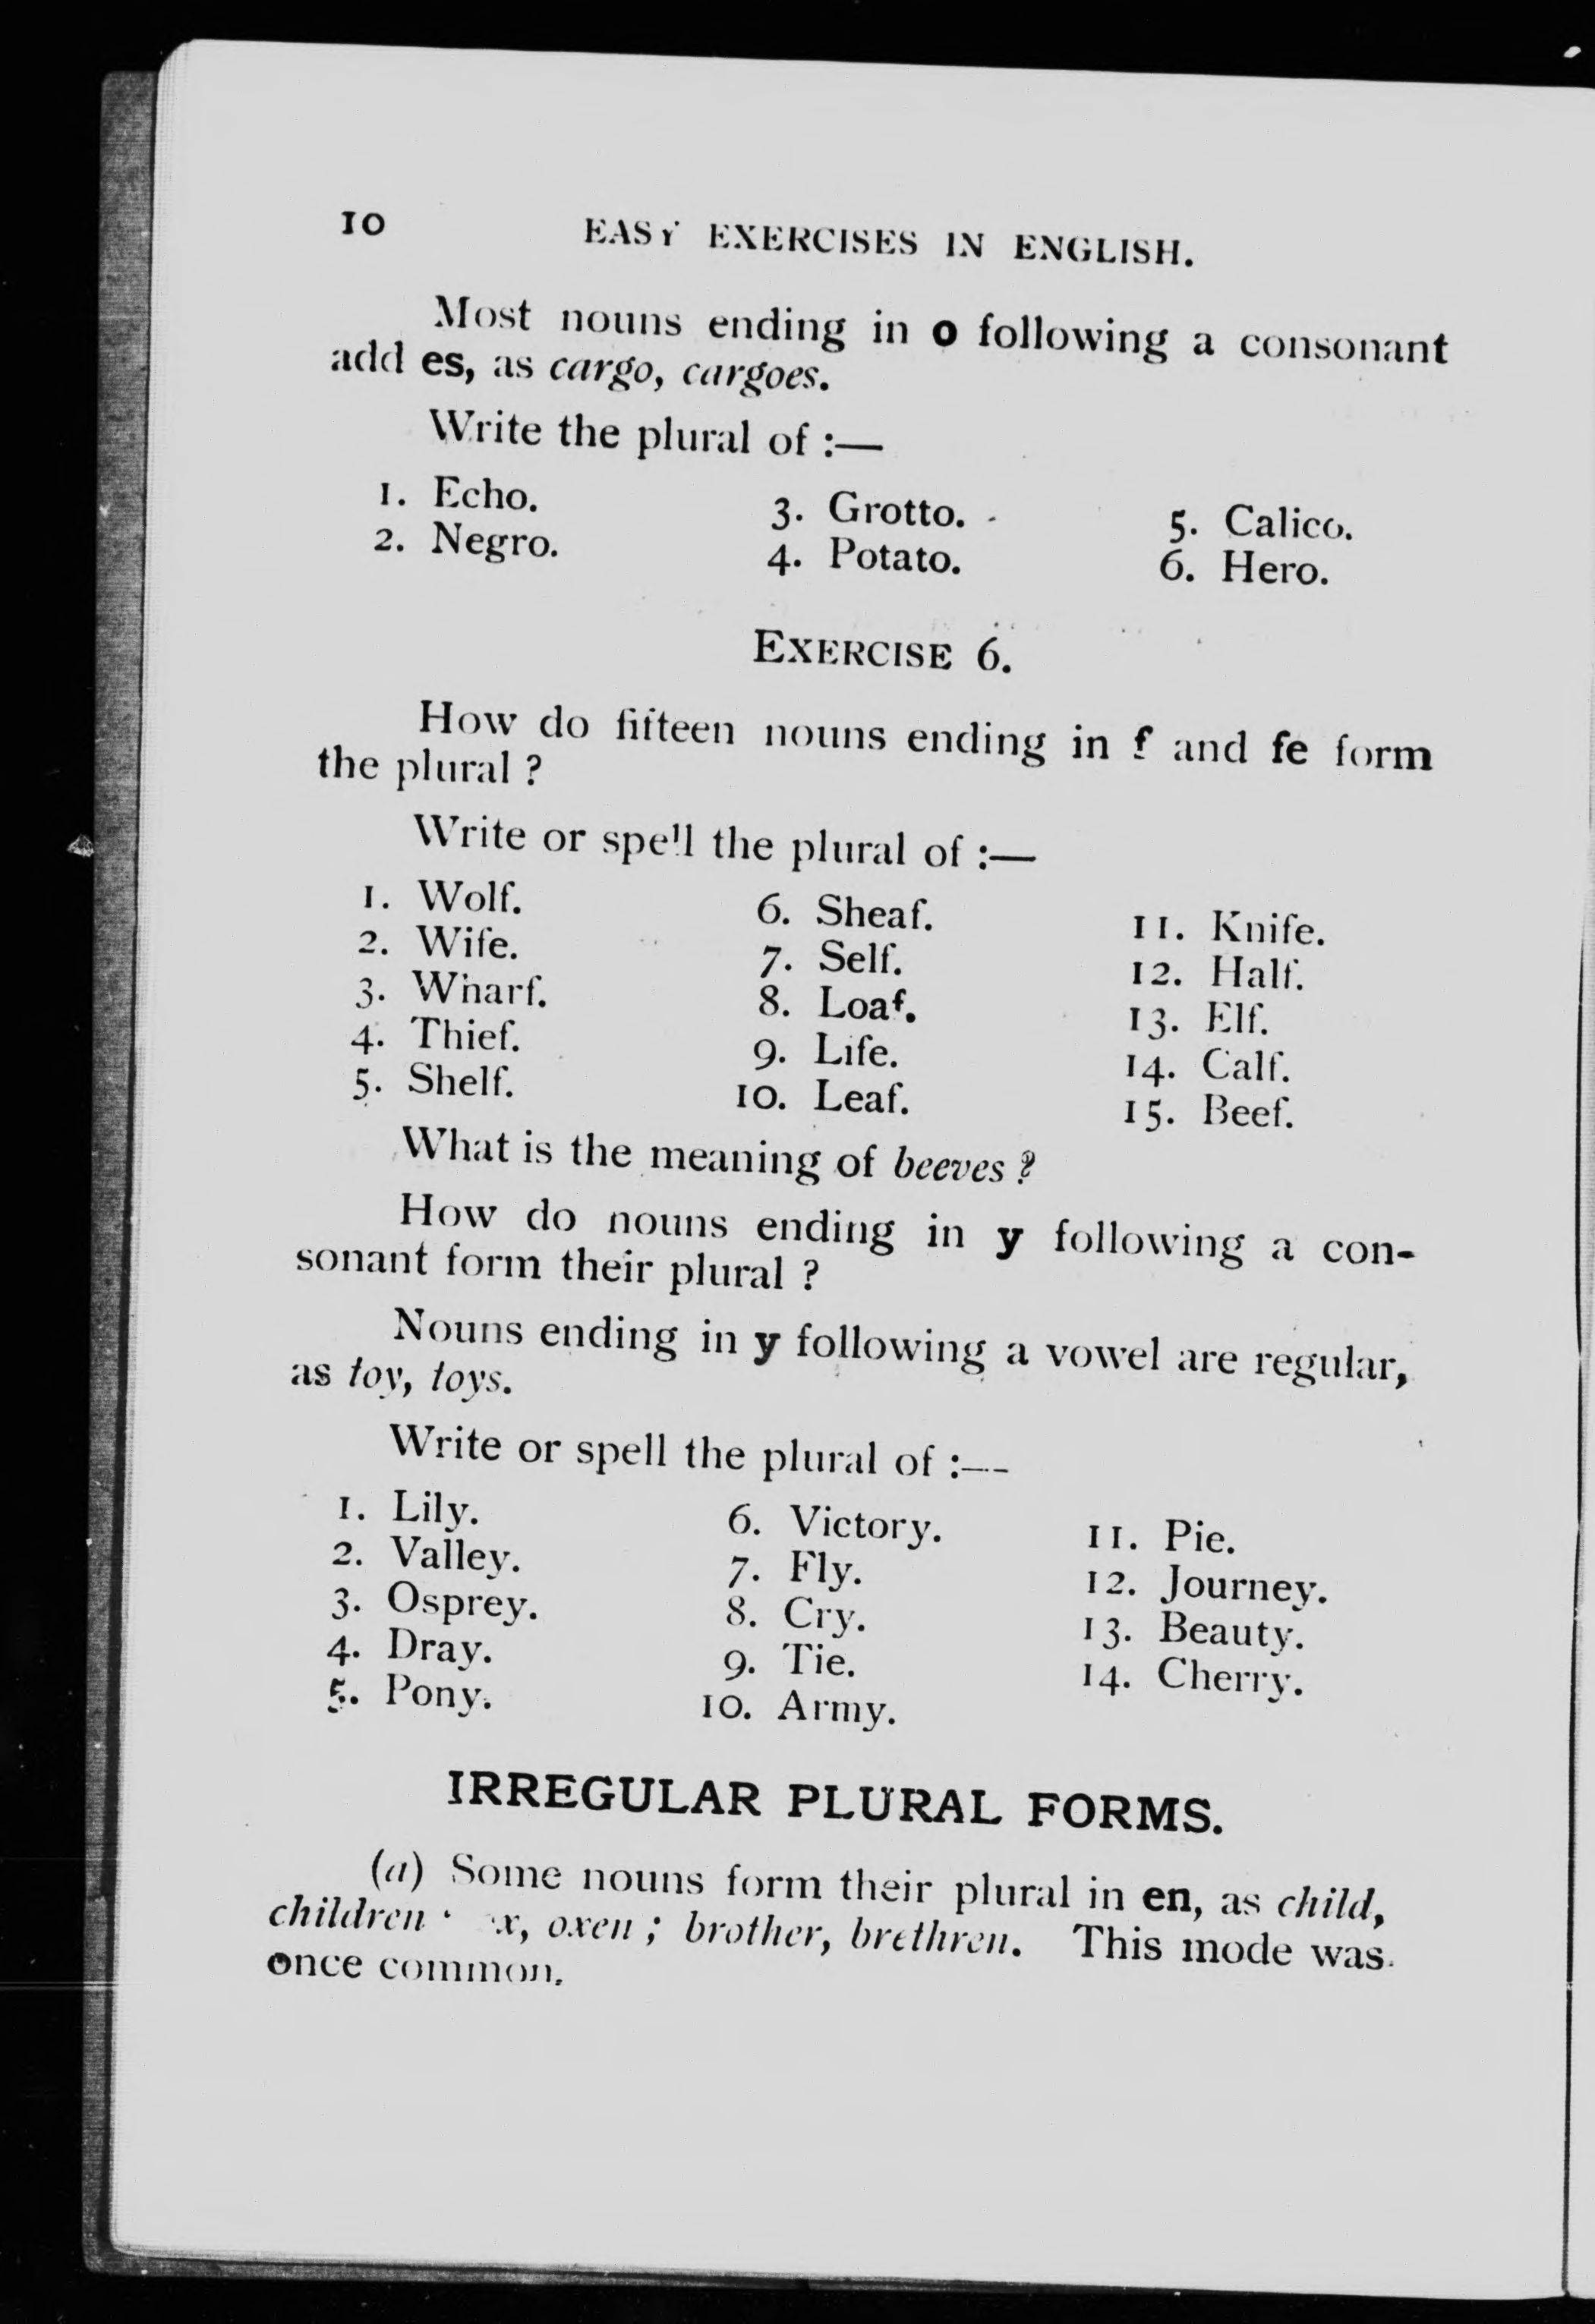 10 EASY EXERCISES IN ENGLISH.
Most nouns ending in o following a consonant
add es, as cargo, cargoes.
Write the plural of :—
1. Echo. 3. Grotto. 5. Calico.
2. Negro. 4. Potato. 6. Hero.
EXERCISE 6.
How do fifteen nouns ending in f and fe form
the plural ?
Write or spell the plural of :—
1. Wolf. 6. Sheaf. 11. Knife.
2. Wife. 7. Self. 12. Half.
3. Wharf. 8. Loaf. 13. Elf.
4. Thief. 9. Life. 14. Calf.
5. Shelf. 10. Leaf. 15. Beef.
What is the meaning of beeves ?
How do nouns ending in y following a con-
sonant form their plural ?
Nouns ending in y following a vowel are regular,
as toy, toys.
Write or spell the plural of :—
1. Lily. 6. Victory. 11. Pie.
2. Valley. 7. Fly. 12. Journey.
3. Osprey. 8. Cry. 13. Beauty.
4. Dray. 9. Tie. 14. Cherry.
5. Pony. 10. Army.
IRREGULAR PLURAL FORMS.
(a) Some nouns form their plural in en, as child,
children x, oxen ; brother, brethren. This mode was
once common.